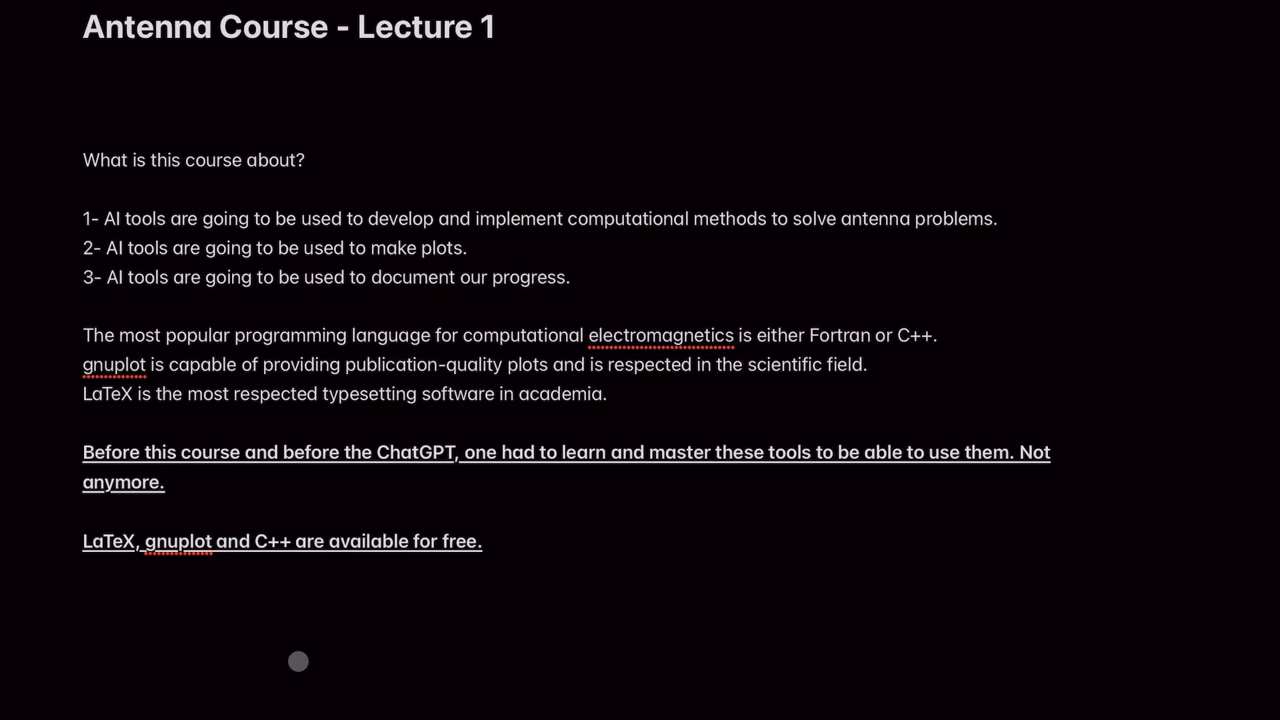 Antenna Course - Lecture 1
What is this course about?
1- AI tools are going to be used to develop and implement computational methods to solve antenna problems.
2- AI tools are going to be used to make plots.
3- AI tools are going to be used to document our progress.
The most popular programming language for computational electromagnetics is either Fortran or C++.
gnuplot is capable of providing publication-quality plots and is respected in the scientific field.
LaTeX is the most respected typesetting software in academia.
Before this course and before the ChatGPT, one had to learn and master these tools to be able to use them. Not
anymore.
LaTeX, gnuplot and C++ are available for free.